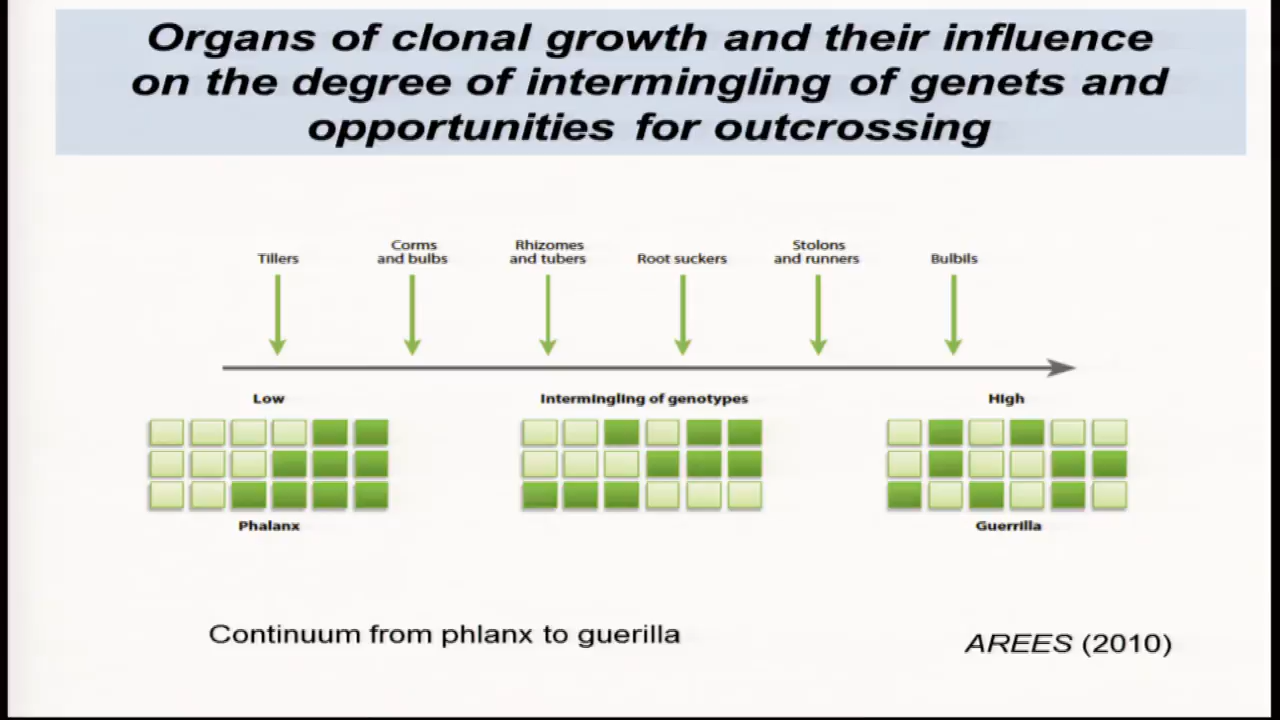 Organs of clonal growth and their influence
on the degree of intermingling of genets and
opportunities for outcrossing
Tillers
Corms
and bulbs
Rhizomes
and tubers
Root suckers
Stolons
and runners
Bulbils
Low
Intermingling of genotypes
High
Phalanx
Guerrilla
Continuum from phlanx to guerilla
AREES (2010)